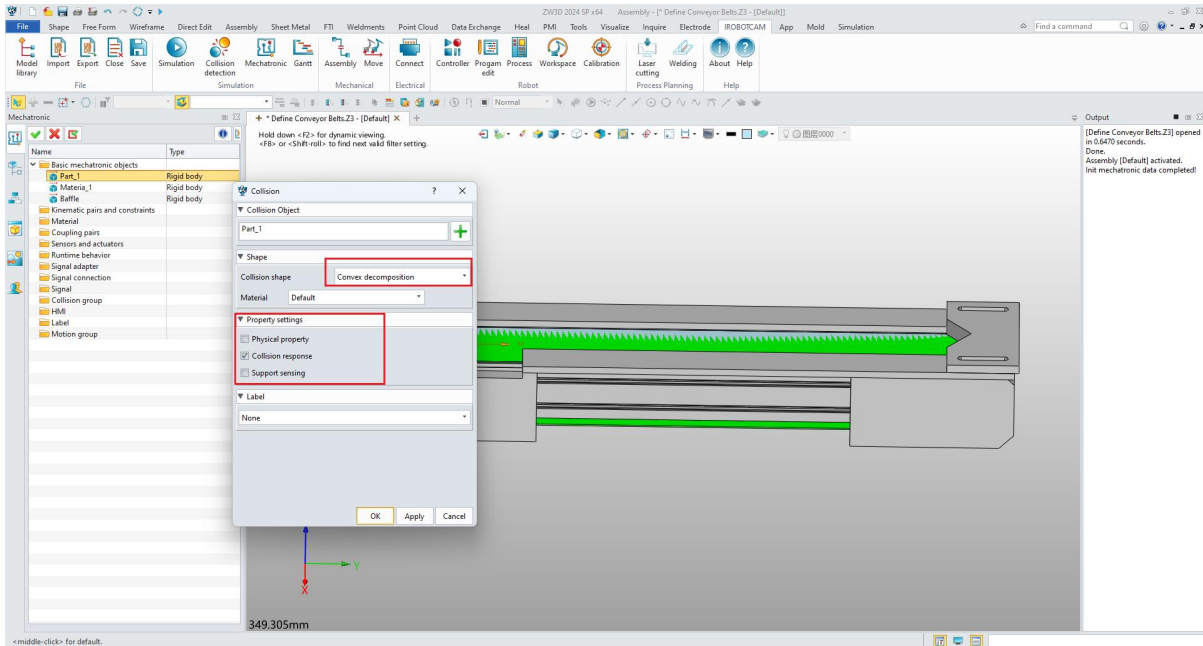 ZW3D 2024 SP x64 Assembly - [* Define Conveyor Belts.Z3 - [Default]]
File Shape Free Form Wireframe Direct Edit Assembly Sheet Metal FTI Weldments Point Cloud Data Exchange Heal PMI Tools Visualize Inquire Electrode IROBOTCAM App Mold Simulation Find a command
Model library Import Export Close Save Simulation Collision detection Mechatronic Gantt Assembly Move Connect Controller Progam edit Process Workspace Calibration Laser cutting Welding About Help
File Simulation Mechanical Electrical Robot Process Planning Help
Normal
Mechatronic
* Define Conveyor Belts.Z3 - [Default]
Output
Hold down <F2> for dynamic viewing.
<F8> or <Shift-roll> to find next valid filter setting.
图层0000
[Define Conveyor Belts.Z3] opened
in 0.6470 seconds.
Done.
Assembly [Default] activated.
Init mechatronic data completed!
Name Type
Basic mechatronic objects
Part_1 Rigid body
Materia_1 Rigid body
Baffle Rigid body
Kinematic pairs and constraints
Material
Coupling pairs
Sensors and actuators
Runtime behavior
Signal adapter
Signal connection
Signal
Collision group
HMI
Label
Motion group
Collision ?
Collision Object
Part_1
Shape
Collision shape Convex decomposition
Material Default
Property settings
Physical property
Collision response
Support sensing
Label
None
OK Apply Cancel
Y
X
349.305mm
<middle-click> for default.